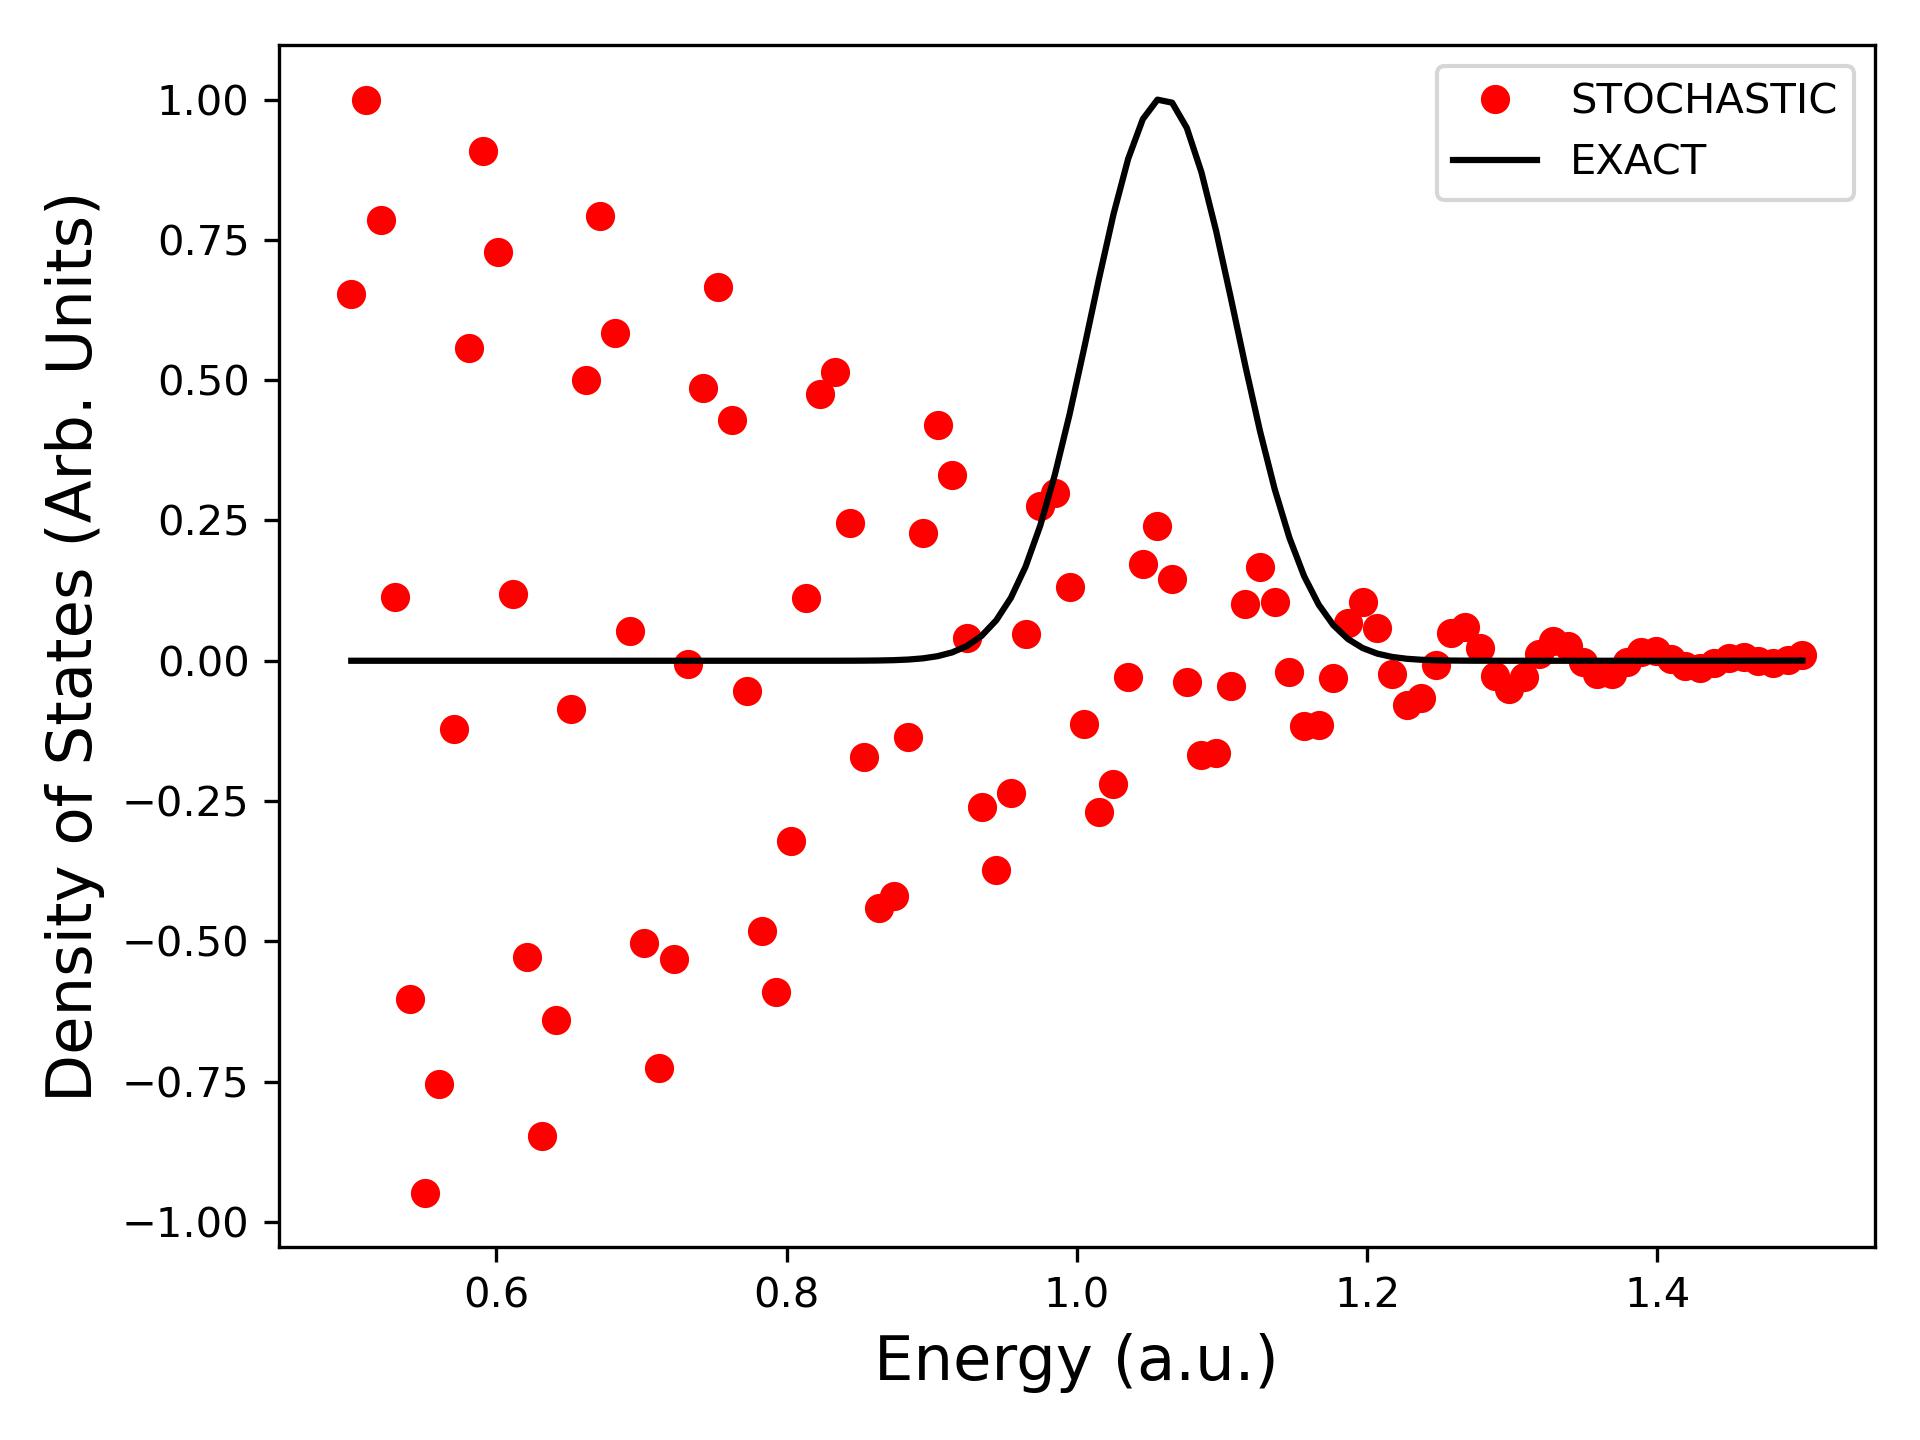 STOCHASTIC
EXACT
Density of States (Arb. Units)
1.00
0.75
0.50
0.25
0.00
−0.25
−0.50
−0.75
−1.00
0.6 0.8 1.0 1.2 1.4
Energy (a.u.)